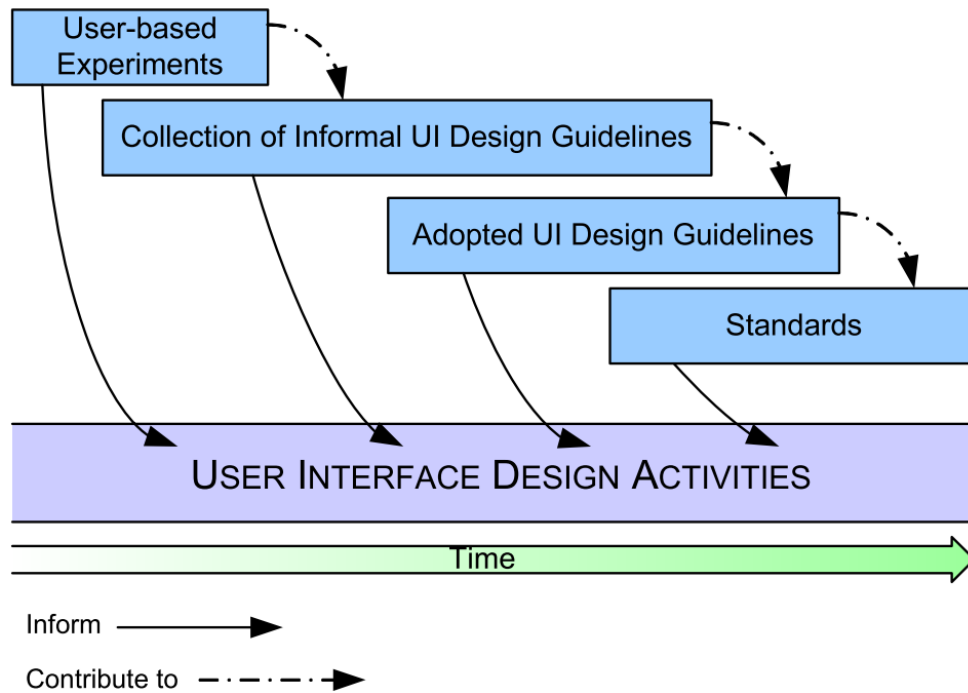 User-based
Experiments
Collection of Informal UI Design Guidelines
Adopted UI Design Guidelines
Standards
USER INTERFACE DESIGN ACTIVITIES
Time
Inform
Contribute to